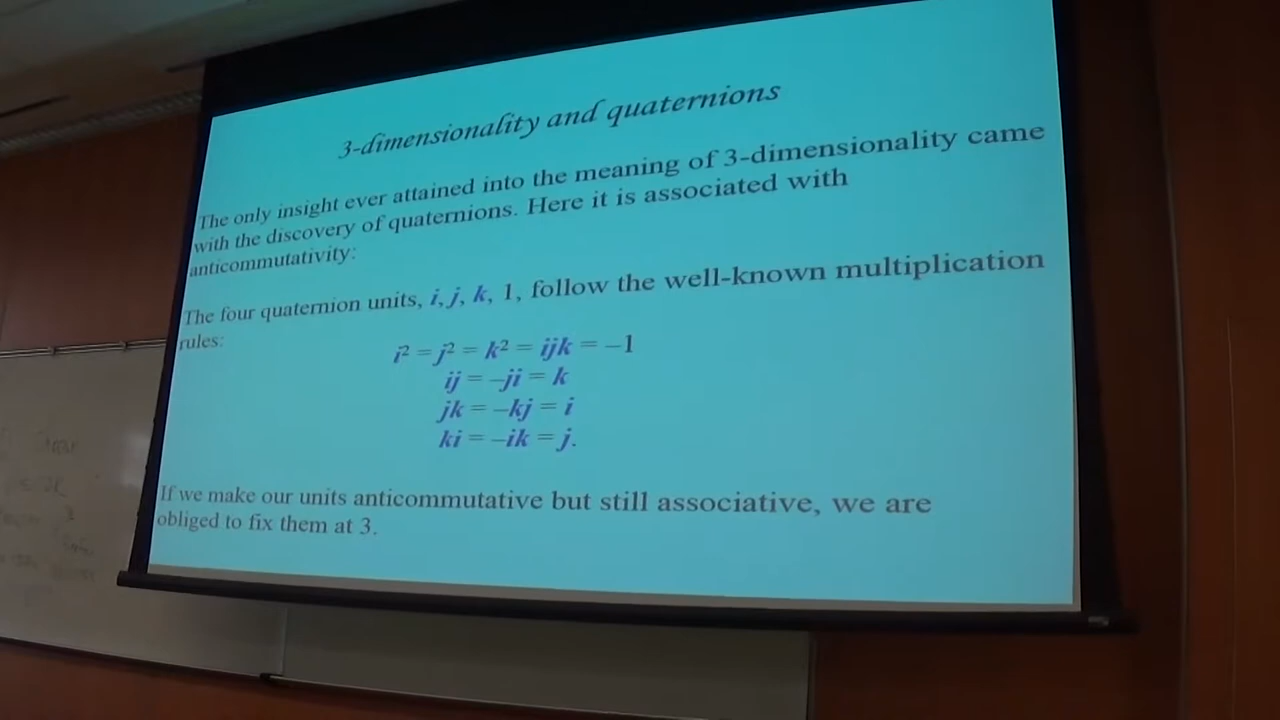 3-dimensionality and quaternions
The only insight ever attained into the meaning of 3-dimensionality came
with the discovery of quaternions. Here it is associated with
anticommutativity:
The four quaternion units, i, j, k, 1, follow the well-known multiplication
rules:
i² = j² = k² = ijk = –1
ij = –ji = k
jk = –kj = i
ki = –ik = j.
If we make our units anticommutative but still associative, we are
obliged to fix them at 3.